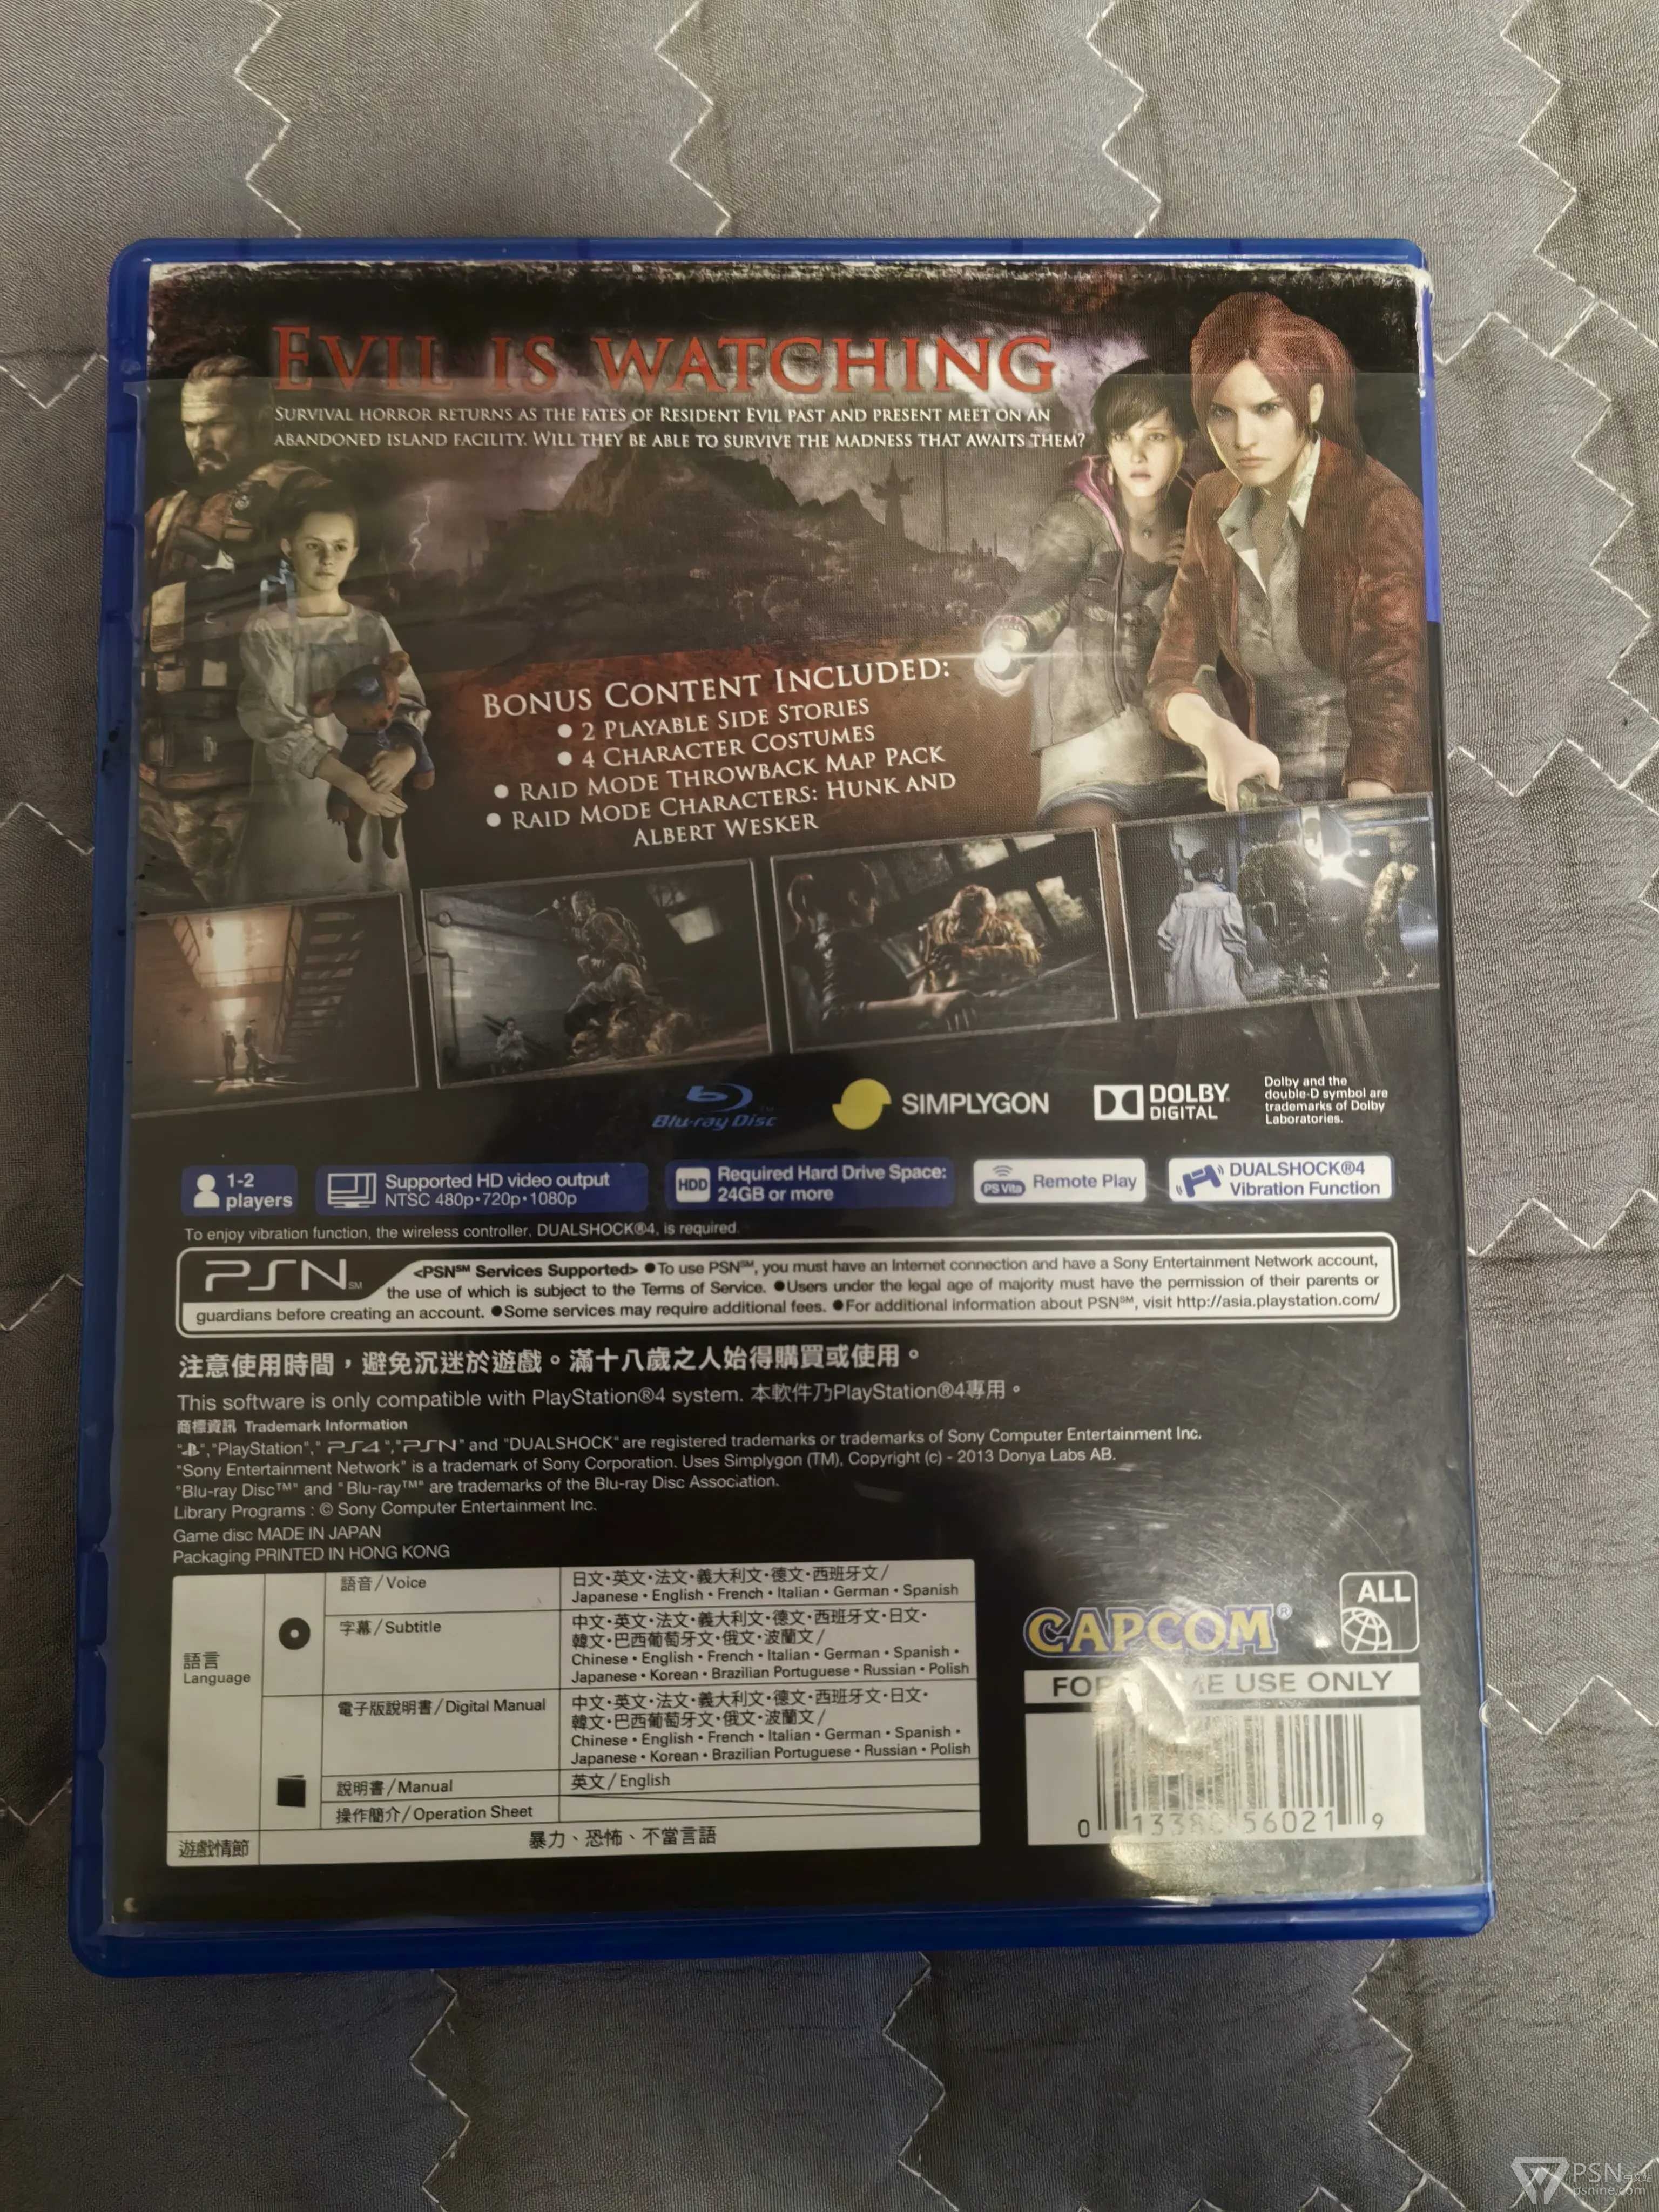 EVIL IS WATCHING
SURVIVAL HORROR RETURNS AS THE FATES OF RESIDENT EVIL PAST AND PRESENT MEET ON AN
ABANDONED ISLAND FACILITY. WILL THEY BE ABLE TO SURVIVE THE MADNESS THAT AWAITS THEM?
BONUS CONTENT INCLUDED:
● 2 PLAYABLE SIDE STORIES
● 4 CHARACTER COSTUMES
● RAID MODE THROWBACK MAP PACK
● RAID MODE CHARACTERS: HUNK AND
ALBERT WESKER
Blu-ray Disc™
SIMPLYGON
DOLBY®
DIGITAL
Dolby and the
double-D symbol are
trademarks of Dolby
Laboratories.
1-2
players
Supported HD video output
NTSC 480p•720p•1080p
HDD
Required Hard Drive Space:
24GB or more
PS Vita
Remote Play
DUALSHOCK®4
Vibration Function
To enjoy vibration function, the wireless controller, DUALSHOCK®4, is required.
PSN℠
<PSN℠ Services Supported> ●To use PSN℠, you must have an Internet connection and have a Sony Entertainment Network account,
the use of which is subject to the Terms of Service. ●Users under the legal age of majority must have the permission of their parents or
guardians before creating an account. ●Some services may require additional fees. ●For additional information about PSN℠, visit http://asia.playstation.com/
注意使用時間，避免沉迷於遊戲。滿十八歲之人始得購買或使用。
This software is only compatible with PlayStation®4 system. 本軟件乃PlayStation®4專用。
商標資訊 Trademark Information
"","PlayStation","PS4","PSN" and "DUALSHOCK" are registered trademarks or trademarks of Sony Computer Entertainment Inc.
"Sony Entertainment Network" is a trademark of Sony Corporation. Uses Simplygon (TM), Copyright (c) - 2013 Donya Labs AB.
"Blu-ray Disc™" and "Blu-ray™" are trademarks of the Blu-ray Disc Association.
Library Programs : © Sony Computer Entertainment Inc.
Game disc MADE IN JAPAN
Packaging PRINTED IN HONG KONG
語言
Language
語音/Voice
日文•英文•法文•義大利文•德文•西班牙文/
Japanese • English • French • Italian • German • Spanish
字幕/Subtitle
中文•英文•法文•義大利文•德文•西班牙文•日文•
韓文•巴西葡萄牙文•俄文•波蘭文/
Chinese • English • French • Italian • German • Spanish •
Japanese • Korean • Brazilian Portuguese • Russian • Polish
電子版說明書/Digital Manual
中文•英文•法文•義大利文•德文•西班牙文•日文•
韓文•巴西葡萄牙文•俄文•波蘭文/
Chinese • English • French • Italian • German • Spanish •
Japanese • Korean • Brazilian Portuguese • Russian • Polish
說明書/Manual
英文/English
操作簡介/Operation Sheet
遊戲情節
暴力、恐怖、不當言語
CAPCOM®
ALL
USE ONLY
0 56021 9
PSN
psnine.com